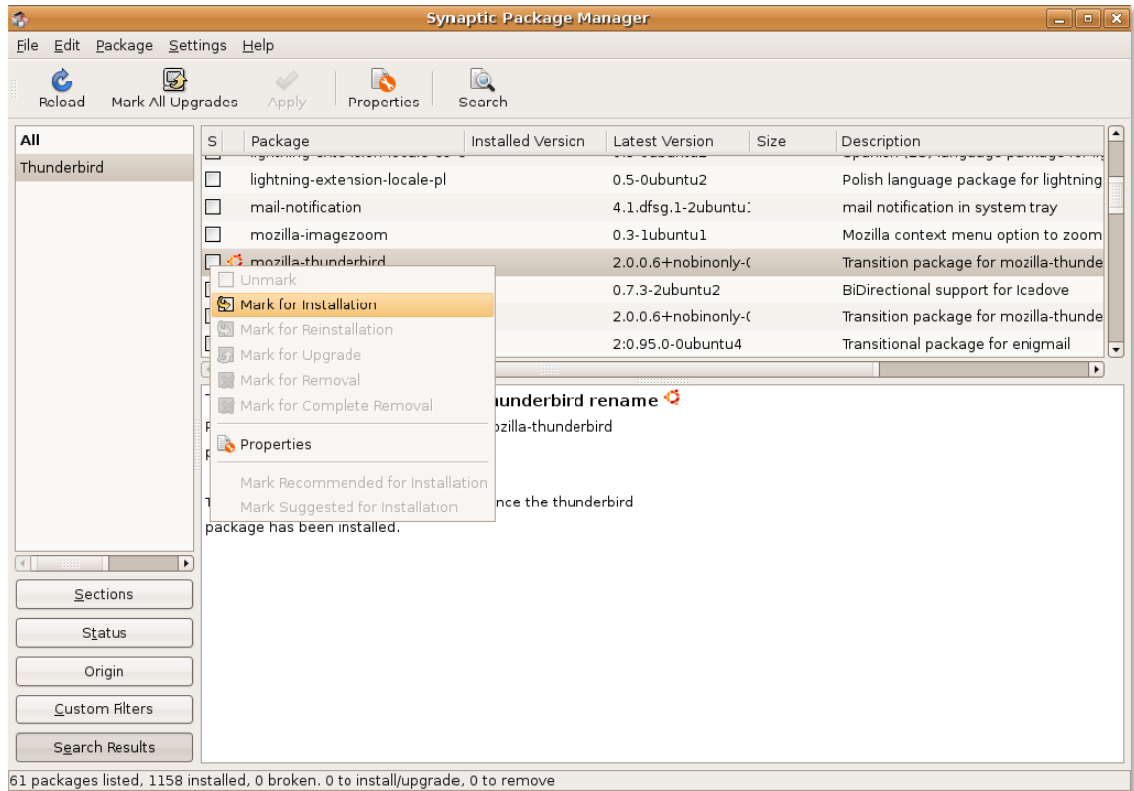 Synaptic Package Manager
File Edit Package Settings Help
Reload Mark All Upgrades Apply Properties Search
All
Thunderbird
S Package Installed Version Latest Version Size Description
lightning-extension-locale-pl 0.5-0ubuntu2 Polish language package for lightning
mail-notification 4.1.dfsg.1-2ubuntu1 mail notification in system tray
mozilla-imagezoom 0.3-1ubuntu1 Mozilla context menu option to zoom
mozilla-thunderbird 2.0.0.6+nobinonly-( Transition package for mozilla-thunde
0.7.3-2ubuntu2 BiDirectional support for Icedove
2.0.0.6+nobinonly-( Transition package for mozilla-thunde
2:0.95.0-0ubuntu4 Transitional package for enigmail
Unmark
Mark for Installation
Mark for Reinstallation
Mark for Upgrade
Mark for Removal
Mark for Complete Removal
Properties
Mark Recommended for Installation
Mark Suggested for Installation
hunderbird rename
ozilla-thunderbird
nce the thunderbird
package has been installed.
Sections
Status
Origin
Custom Filters
Search Results
61 packages listed, 1158 installed, 0 broken. 0 to install/upgrade, 0 to remove